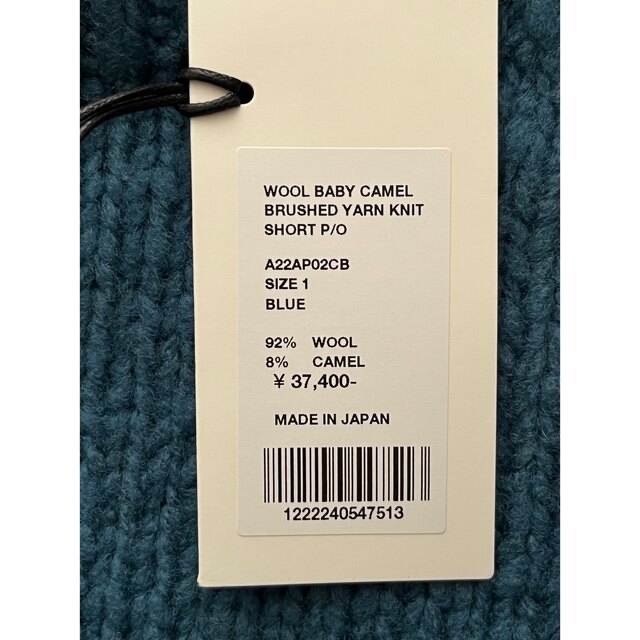 WOOL BABY CAMEL
BRUSHED YARN KNIT
SHORT P/O
A22AP02CB
SIZE 1
BLUE
92% WOOL
8% CAMEL
¥ 37,400-
MADE IN JAPAN
1222240547513